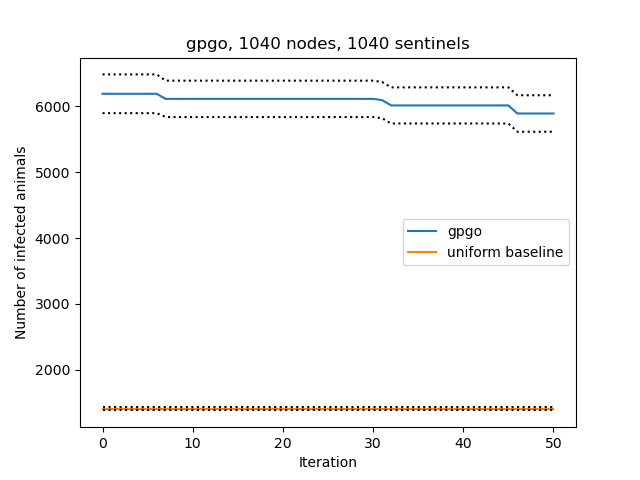 gpgo, 1040 nodes, 1040 sentinels
Number of infected animals
6000
5000
4000
3000
2000
gpgo
uniform baseline
0
10
20
30
40
50
Iteration